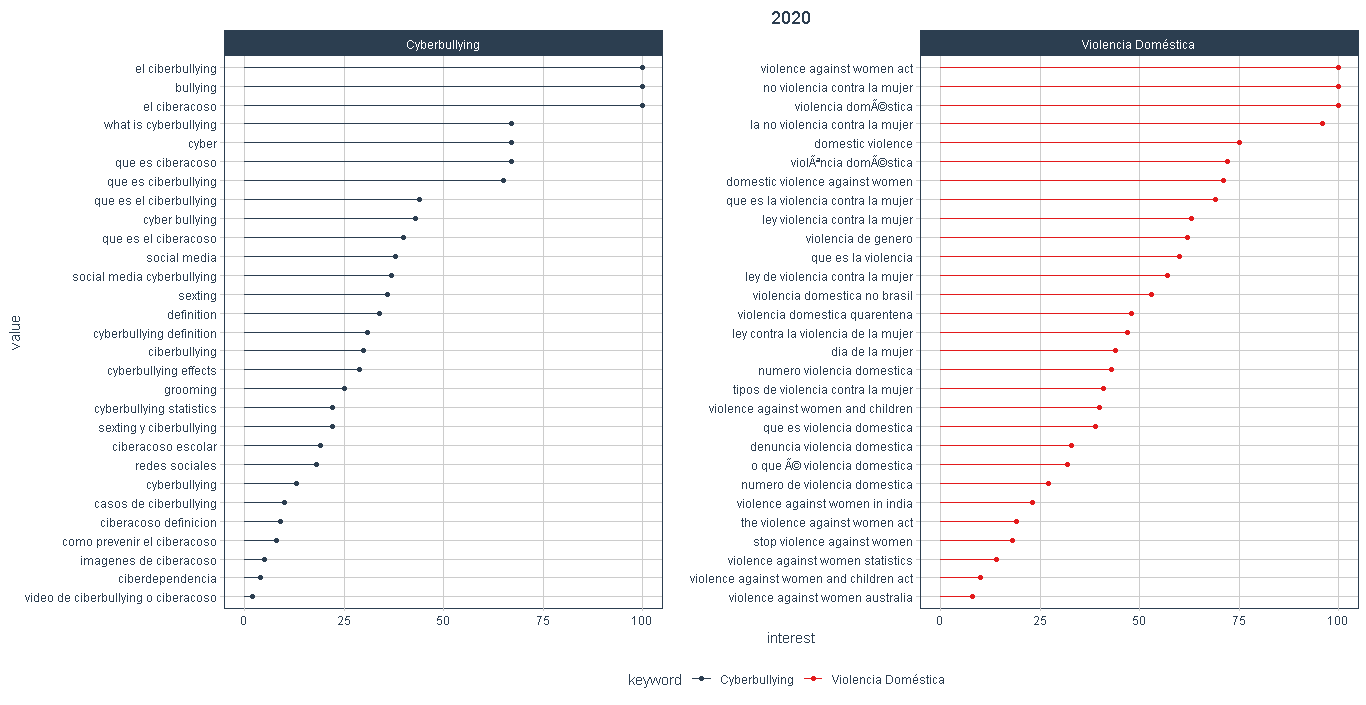 2020
Cyberbullying
el ciberbullying
bullying
el ciberacoso
what is cyberbullying
cyber
que es ciberacoso
que es ciberbullying
que es el ciberbullying
cyber bullying
que es el ciberacoso
social media
social media cyberbullying
sexting
definition
cyberbullying definition
ciberbullying
cyberbullying effects
grooming
cyberbullying statistics
sexting y ciberbullying
ciberacoso escolar
redes sociales
cyberbullying
casos de ciberbullying
ciberacoso definicion
como prevenir el ciberacoso
imagenes de ciberacoso
ciberdependencia
video de ciberbullying o ciberacoso
0 25 50 75 100
Violencia Doméstica
violence against women act
no violencia contra la mujer
violencia domÃ©stica
la no violencia contra la mujer
domestic violence
violÃªncia domÃ©stica
domestic violence against women
que es la violencia contra la mujer
ley violencia contra la mujer
violencia de genero
que es la violencia
ley de violencia contra la mujer
violencia domestica no brasil
violencia domestica quarentena
ley contra la violencia de la mujer
dia de la mujer
numero violencia domestica
tipos de violencia contra la mujer
violence against women and children
que es violencia domestica
denuncia violencia domestica
o que Ã© violencia domestica
numero de violencia domestica
violence against women in india
the violence against women act
stop violence against women
violence against women statistics
violence against women and children act
violence against women australia
0 25 50 75 100
value
interest
keyword Cyberbullying Violencia Doméstica